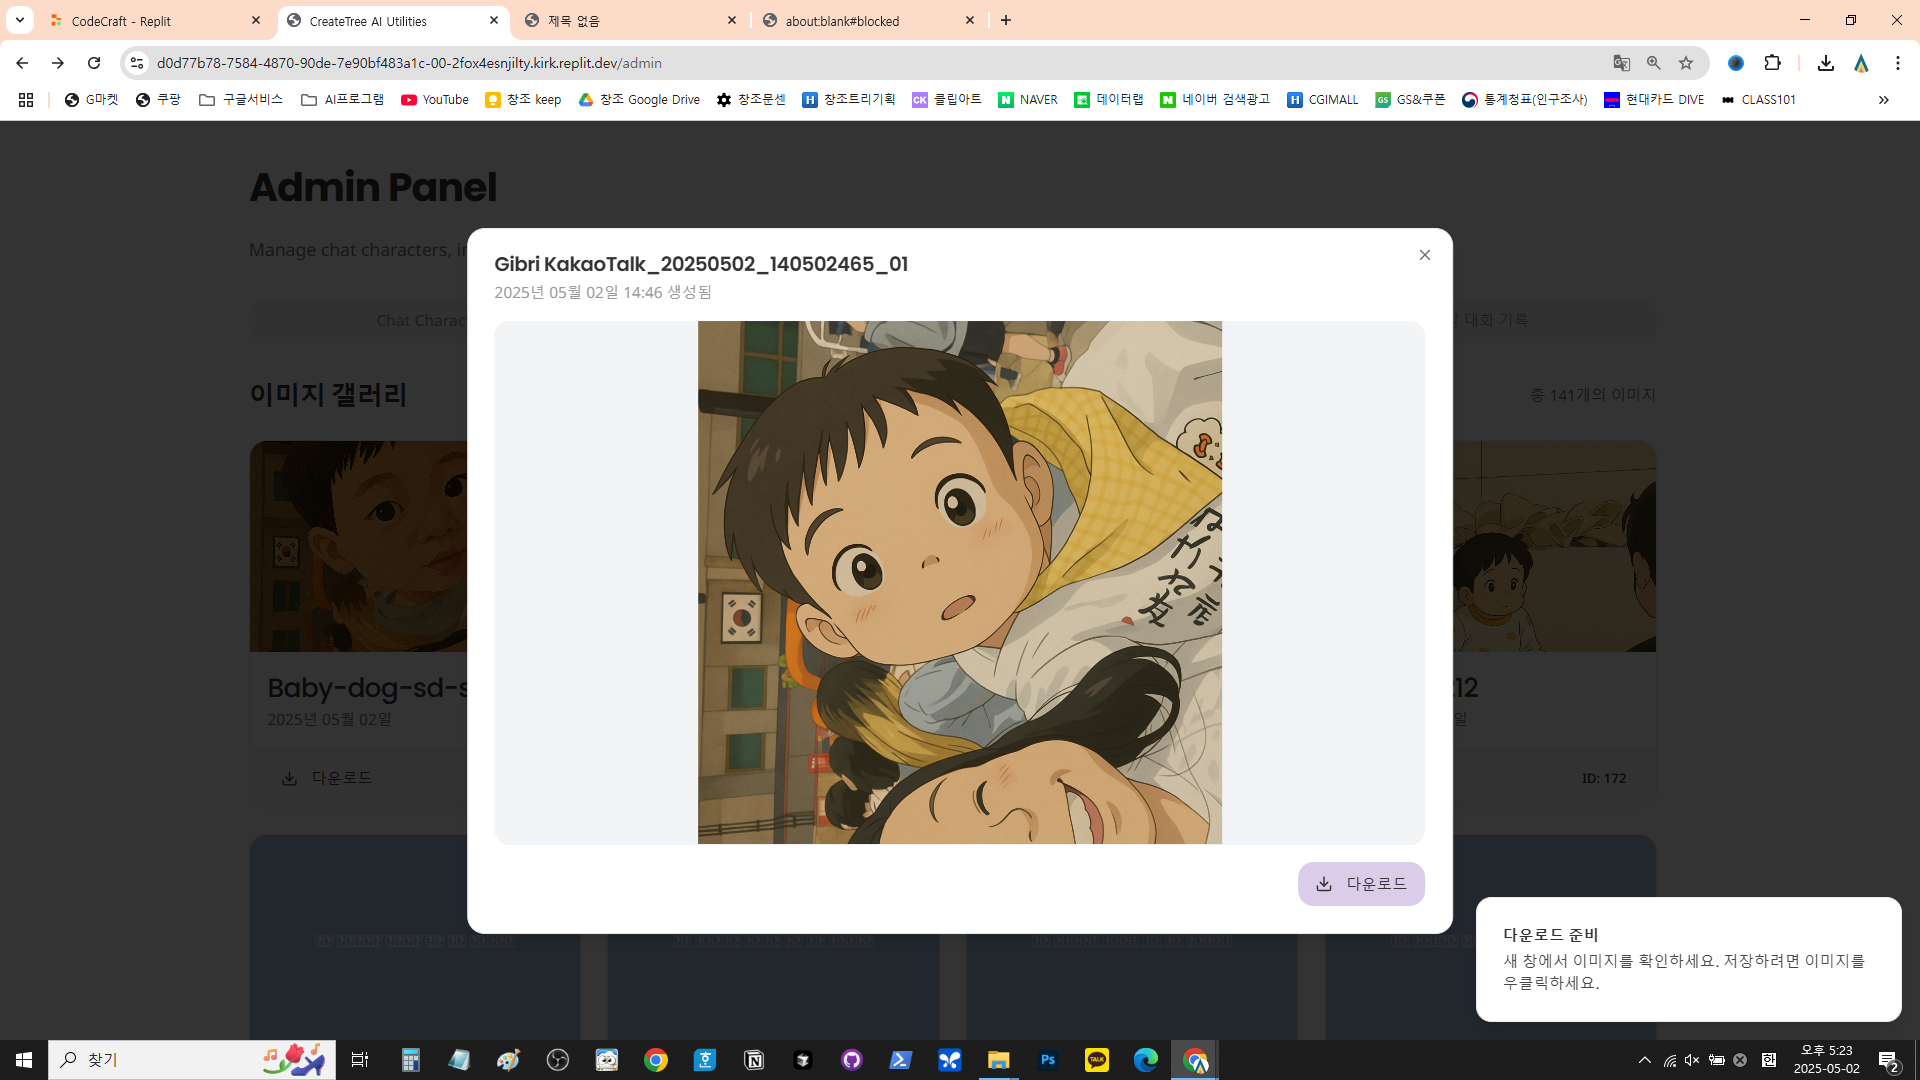 CodeCraft - Replit
CreateTree AI Utilities
제목 없음
about:blank#blocked
d0d77b78-7584-4870-90de-7e90bf483a1c-00-2fox4esnjilty.kirk.replit.dev/admin
G마켓
쿠팡
구글서비스
AI프로그램
YouTube
창조 keep
창조 Google Drive
창조문센
창조트리기획
클립아트
NAVER
데이터랩
네이버 검색광고
CGIMALL
GS&쿠폰
통계청표(인구조사)
현대카드 DIVE
CLASS101
Admin Panel
Manage chat characters, i
Chat Charac
대화 기록
이미지 갤러리
총 141개의 이미지
Gibri KakaoTalk_20250502_140502465_01
2025년 05월 02일 14:46 생성됨
다운로드
Baby-dog-sd-s
2025년 05월 02일
다운로드
12
일
ID: 172
다운로드 준비
새 창에서 이미지를 확인하세요. 저장하려면 이미지를
우클릭하세요.
찾기
오후 5:23
2025-05-02
2